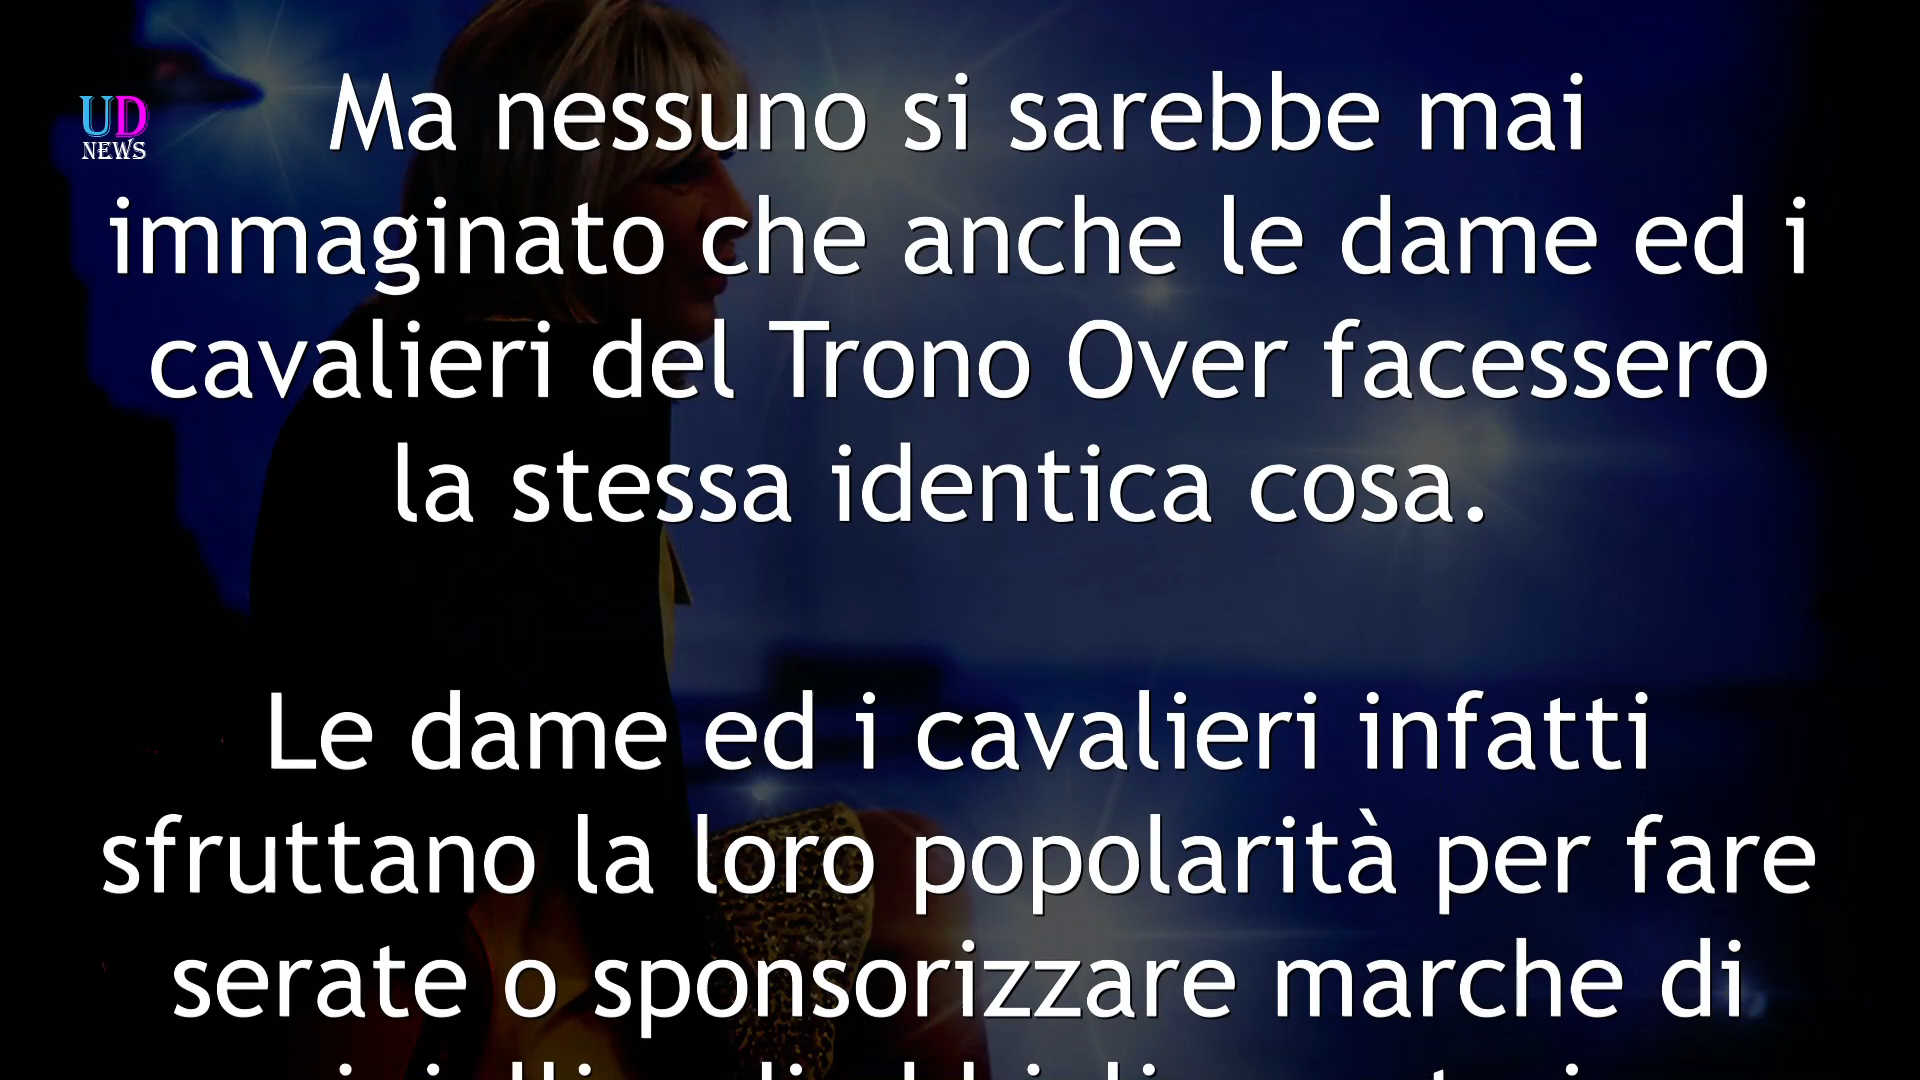 UD
NEWS
Ma nessuno si sarebbe mai
immaginato che anche le dame ed i
cavalieri del Trono Over facessero
la stessa identica cosa.
Le dame ed i cavalieri infatti
sfruttano la loro popolarità per fare
serate o sponsorizzare marche di